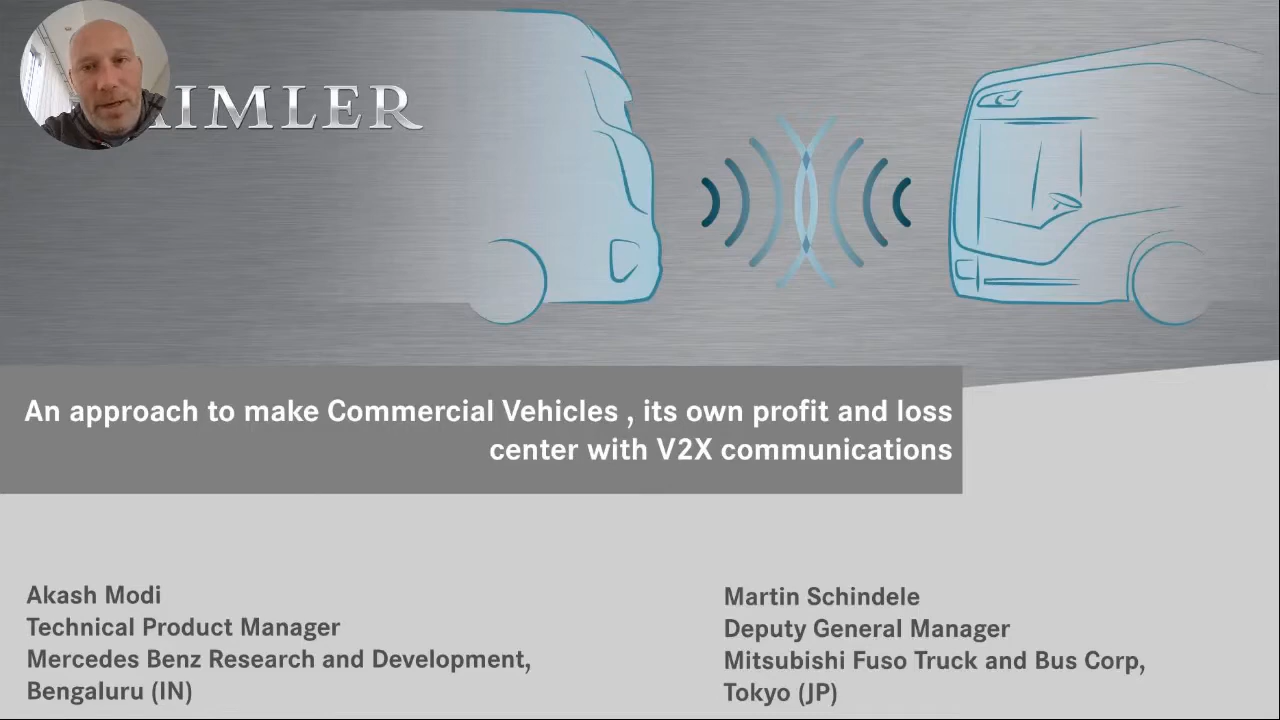 AIMLER
An approach to make Commercial Vehicles , its own profit and loss
center with V2X communications
Akash Modi
Technical Product Manager
Mercedes Benz Research and Development,
Bengaluru (IN)
Martin Schindele
Deputy General Manager
Mitsubishi Fuso Truck and Bus Corp,
Tokyo (JP)